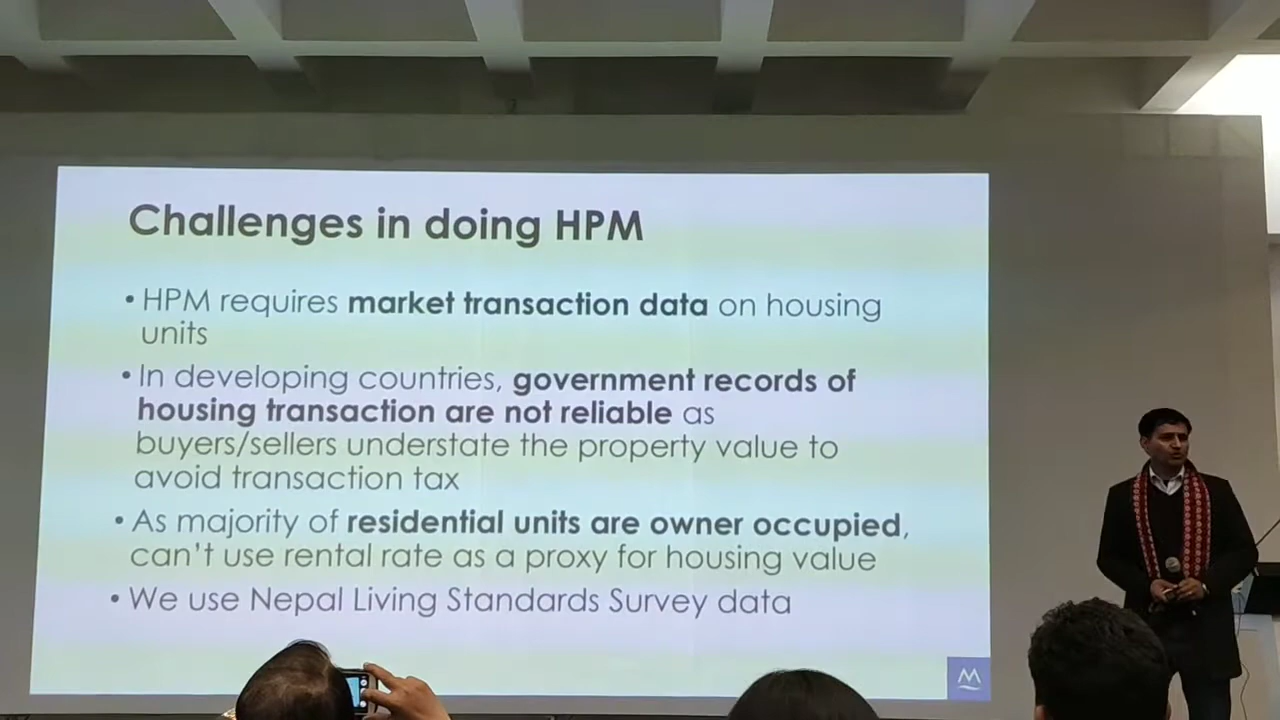 Challenges in doing HPM
• HPM requires market transaction data on housing
units
• In developing countries, government records of
housing transaction are not reliable as
buyers/sellers understate the property value to
avoid transaction tax
• As majority of residential units are owner occupied,
can't use rental rate as a proxy for housing value
• We use Nepal Living Standards Survey data
M